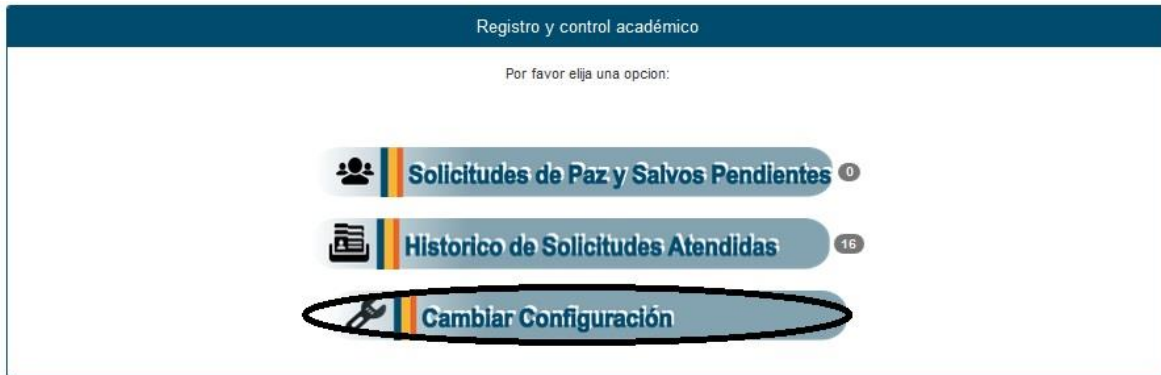 Registro y control académico
Por favor elija una opcion:
Solicitudes de Paz y Salvos Pendientes 0
Historico de Solicitudes Atendidas 16
Cambiar Configuración